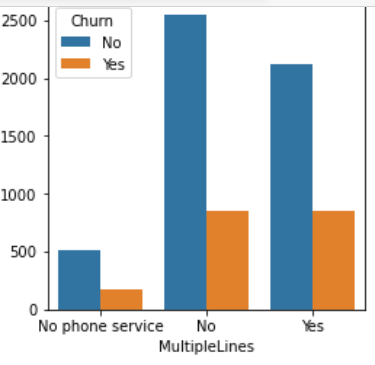 2500
2000
1500
1000
500
0
Churn
No
Yes
No phone service
No
Yes
MultipleLines